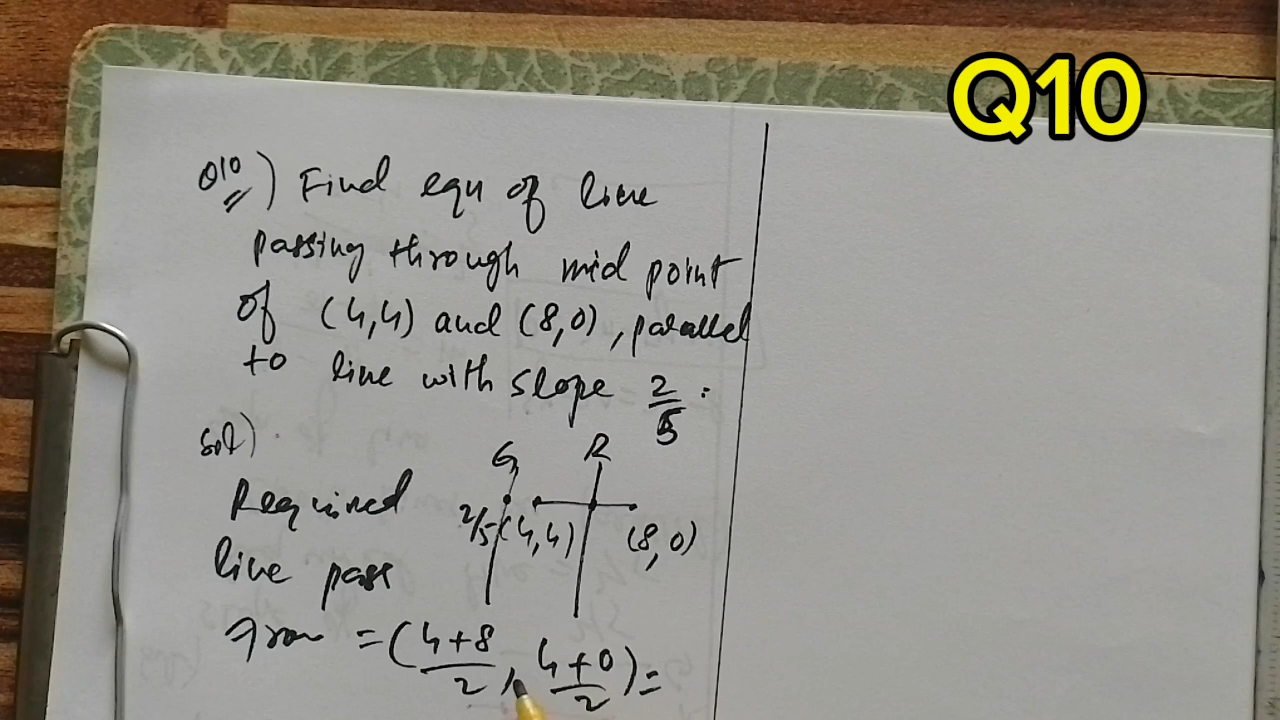 Q10
Q10) Find equ of line
passing through mid point
of (4,4) and (8,0), parallel
to line with slope 2/5.
Sol)
G R
Required
2/5 (4,4) (8,0)
line pass
from = (4+8/2, 4+0/2) =